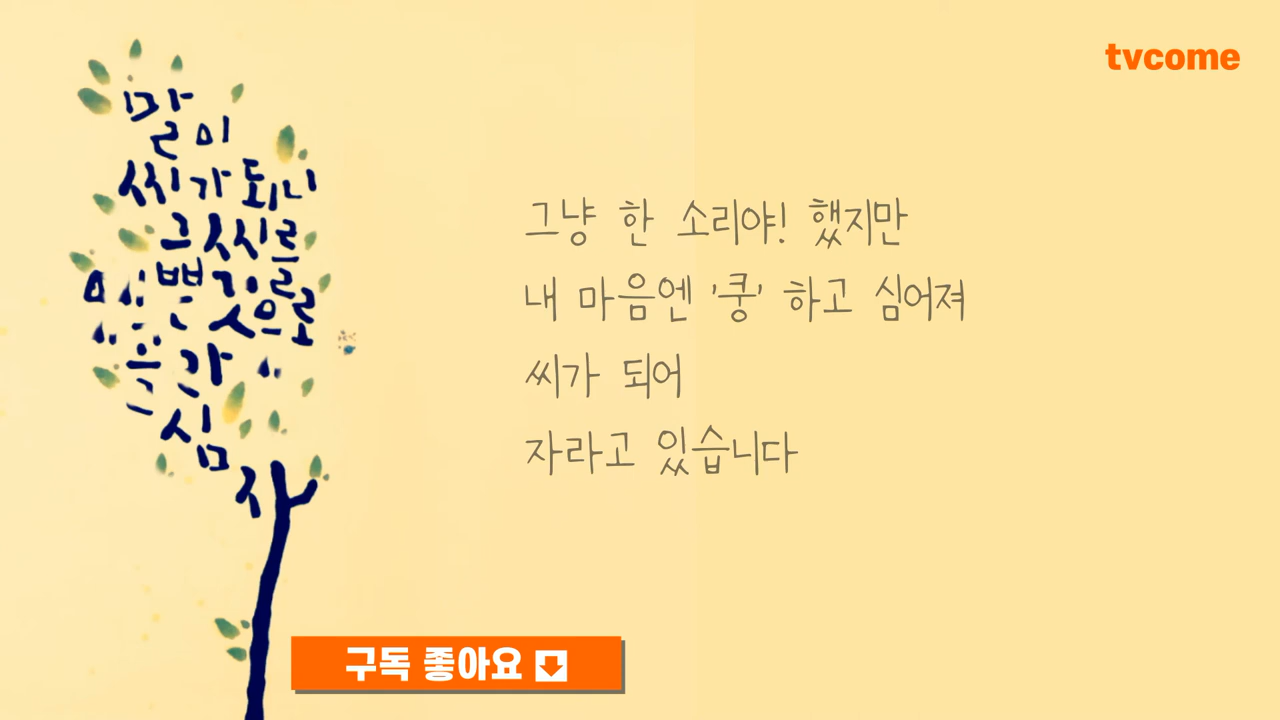 말이
씨가 되니
그 씨를
예쁜 것으로
골라
심자
tvcome
그냥 한 소리야! 했지만
내 마음엔 '쿵' 하고 심어져
씨가 되어
자라고 있습니다
구독 좋아요